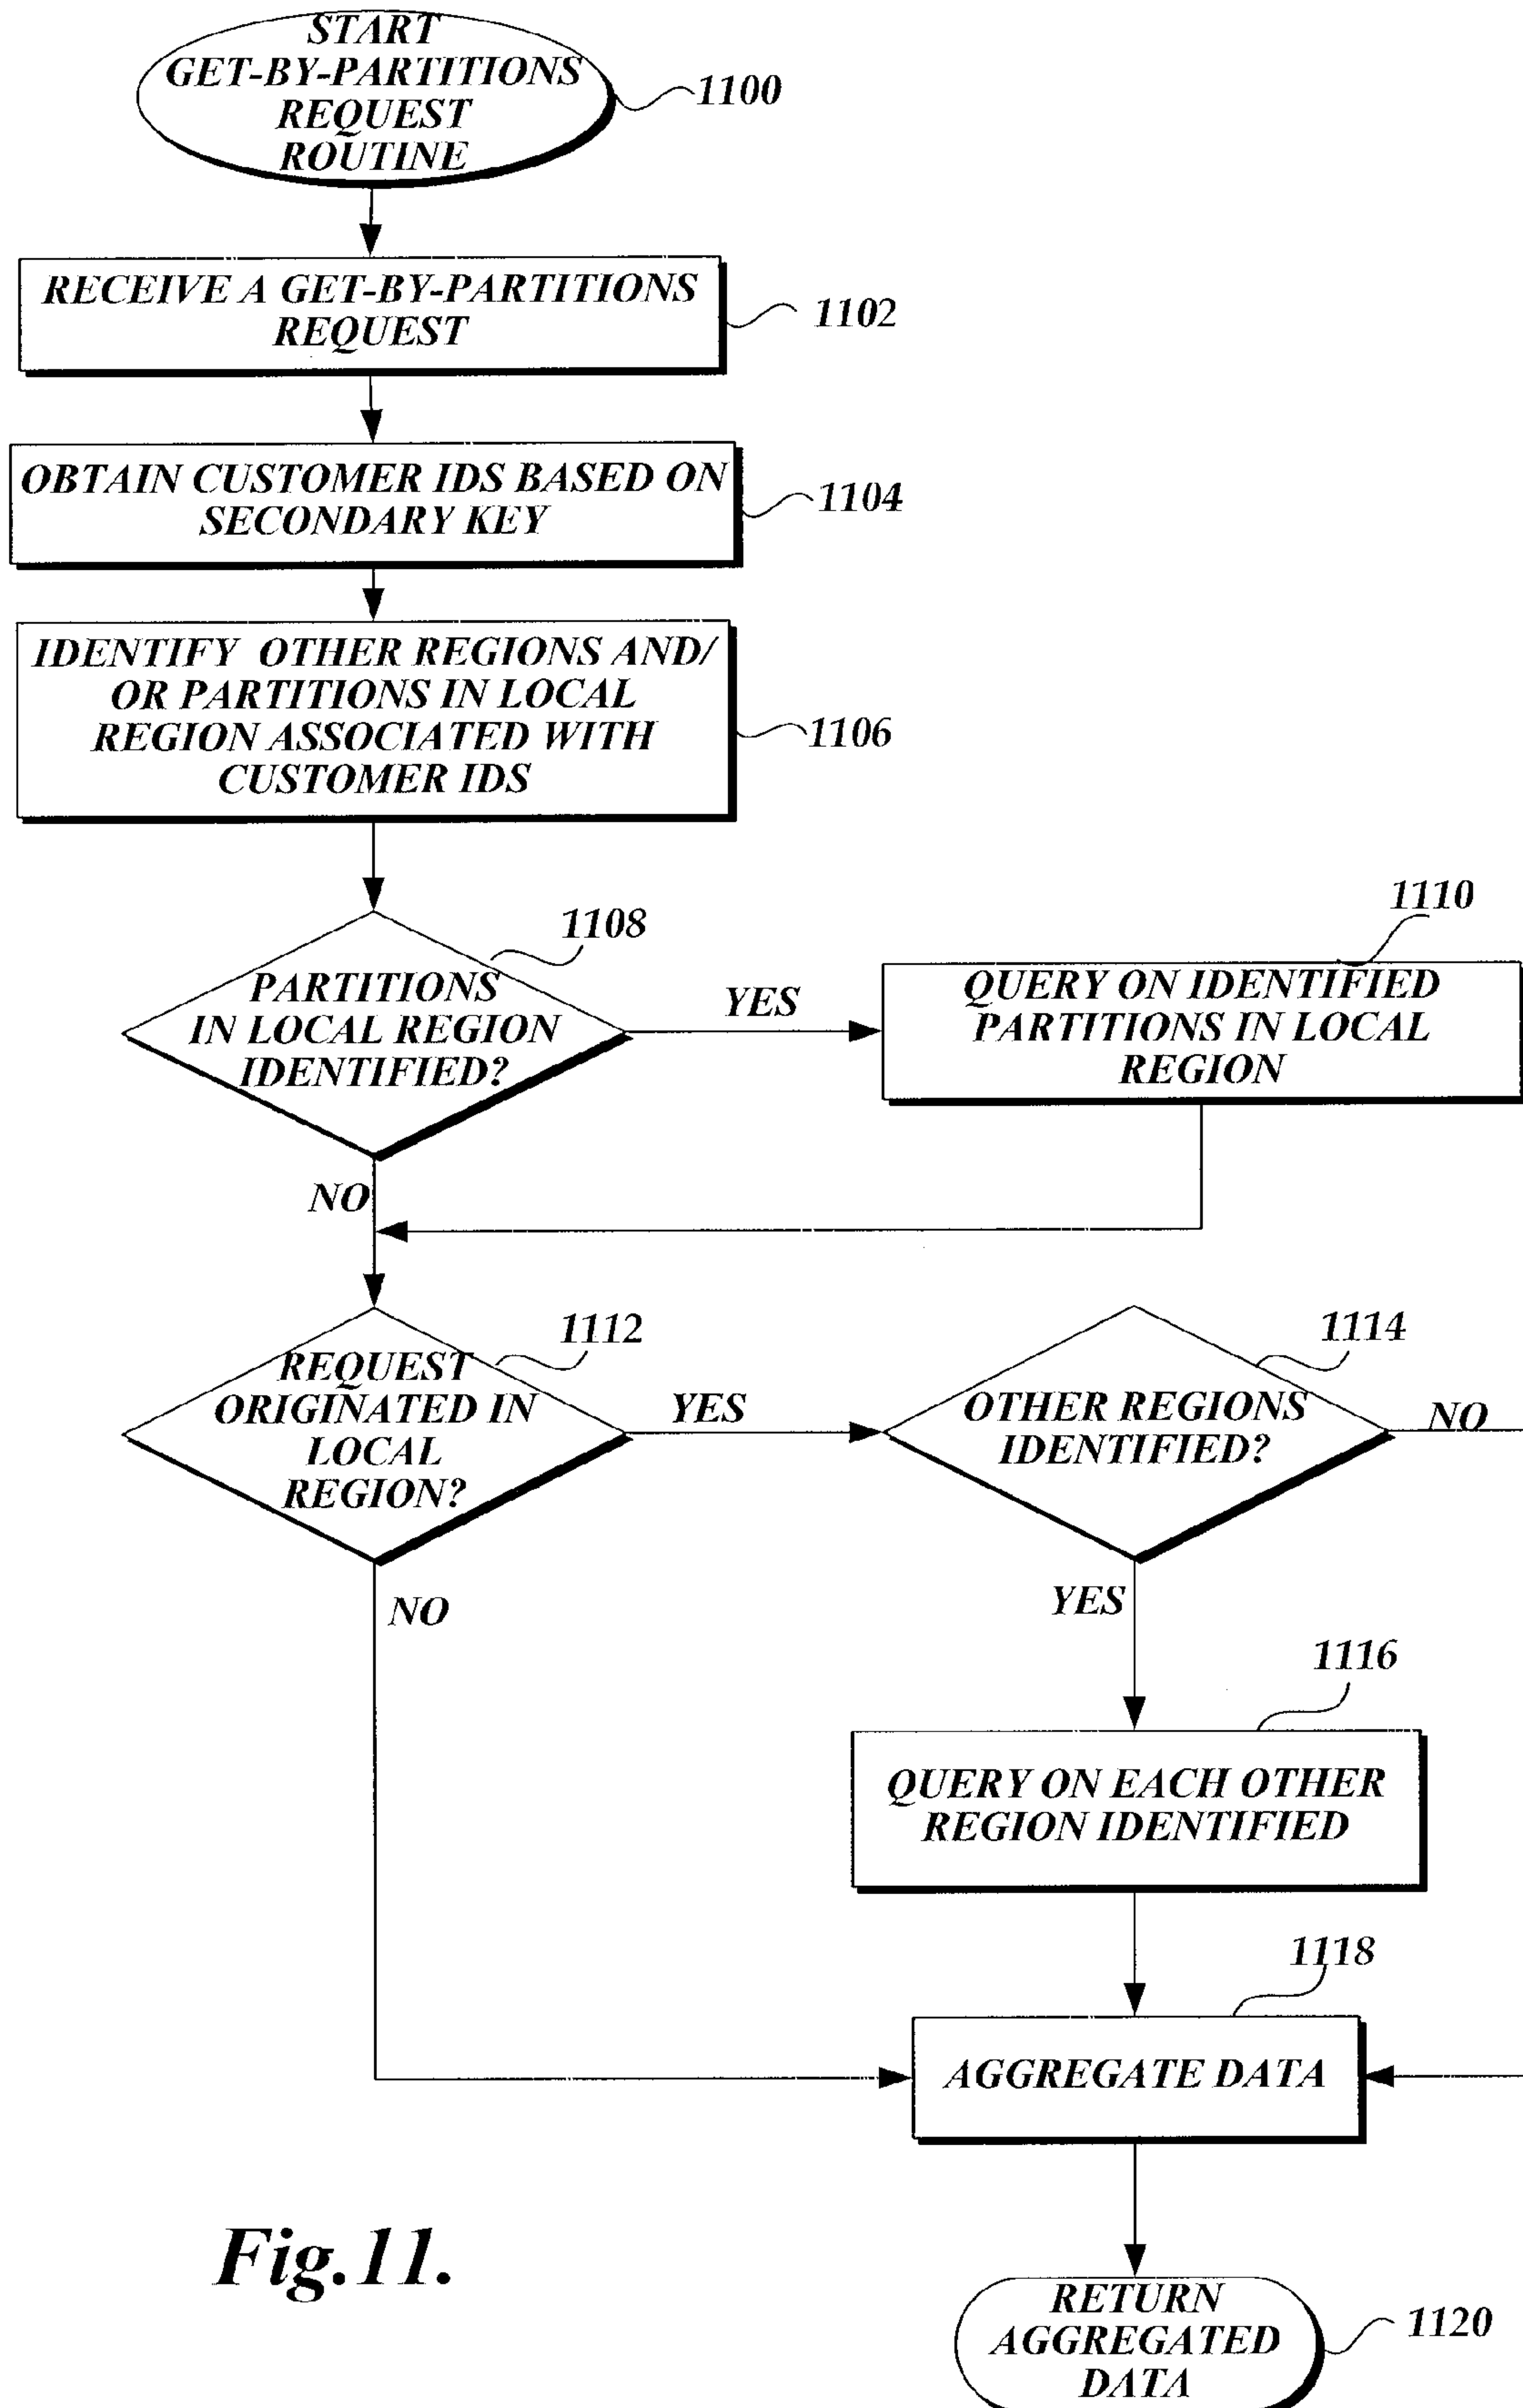 START
GET-BY-PARTITIONS
REQUEST
ROUTINE
1100
RECEIVE A GET-BY-PARTITIONS
REQUEST
1102
OBTAIN CUSTOMER IDS BASED ON
SECONDARY KEY
1104
IDENTIFY OTHER REGIONS AND/
OR PARTITIONS IN LOCAL
REGION ASSOCIATED WITH
CUSTOMER IDS
1106
PARTITIONS
IN LOCAL REGION
IDENTIFIED?
1108
YES
NO
QUERY ON IDENTIFIED
PARTITIONS IN LOCAL
REGION
1110
REQUEST
ORIGINATED IN
LOCAL
REGION?
1112
YES
NO
OTHER REGIONS
IDENTIFIED?
1114
NO
YES
1116
QUERY ON EACH OTHER
REGION IDENTIFIED
1118
AGGREGATE DATA
RETURN
AGGREGATED
DATA
1120
Fig.11.